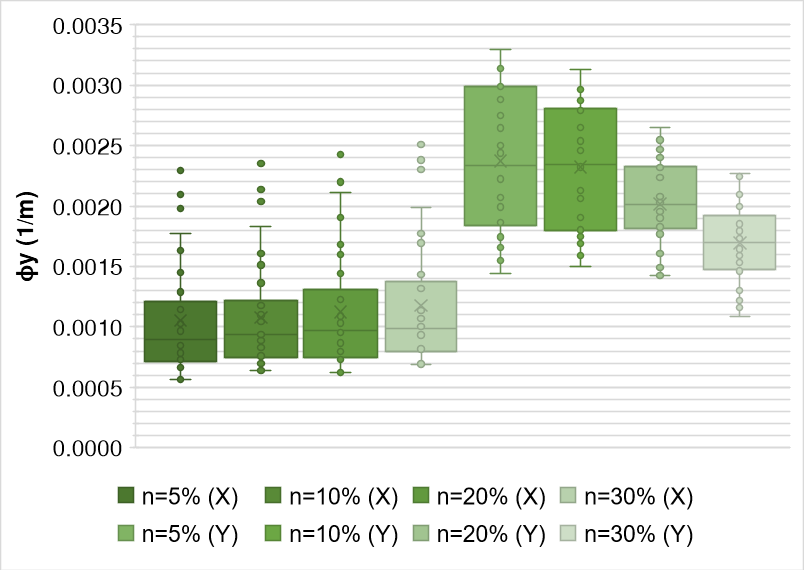 0.0035
0.0030
0.0025
0.0020
0.0015
0.0010
0.0005
0.0000
ϕy (1/m)
n=5% (X) n=10% (X) n=20% (X) n=30% (X)
n=5% (Y) n=10% (Y) n=20% (Y) n=30% (Y)